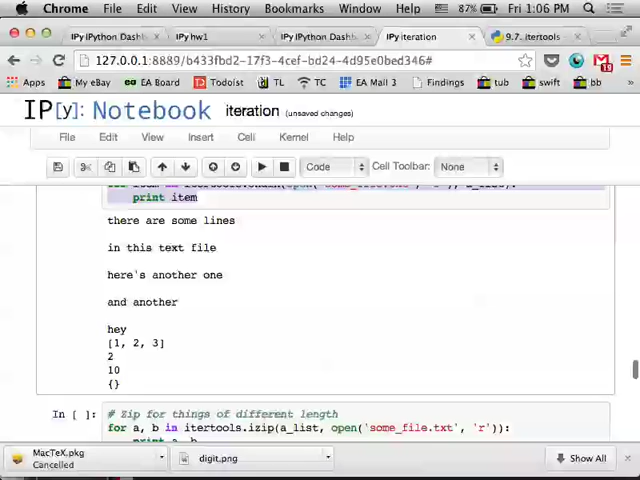 Chrome File Edit View History Bookmarks Window Help 87% Fri 1:06 PM
IPy IPython Dashb IPy hw1 IPy IPython Dashb IPy iteration 9.7. itertools
127.0.0.1:8889/b433fbd2-17f3-4cef-bd24-4d95e0bed346#
Apps My eBay EA Board Todoist TL TC EA Mail 3 tub swift bb
19
IP[y]: Notebook iteration (unsaved changes)
File Edit View Insert Cell Kernel Help
Code Cell Toolbar: None
print item
there are some lines
in this text file
here's another one
and another
hey
[1, 2, 3]
2
10
{}
In [ ]: # Zip for things of different length
for a, b in itertools.izip(a_list, open('some_file.txt', 'r')):
print a, b
MacTeX.pkg
Cancelled
digit.png
Show All